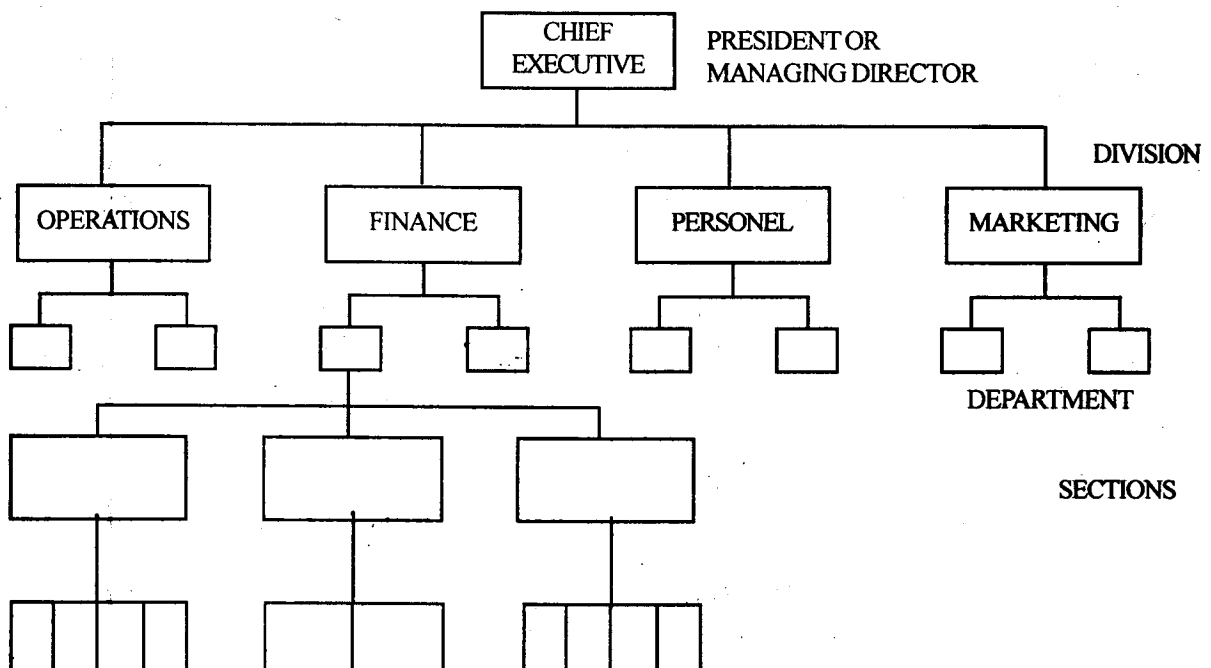 CHIEF
EXECUTIVE
PRESIDENT OR
MANAGING DIRECTOR
DIVISION
OPERATIONS
FINANCE
PERSONEL
MARKETING
DEPARTMENT
SECTIONS